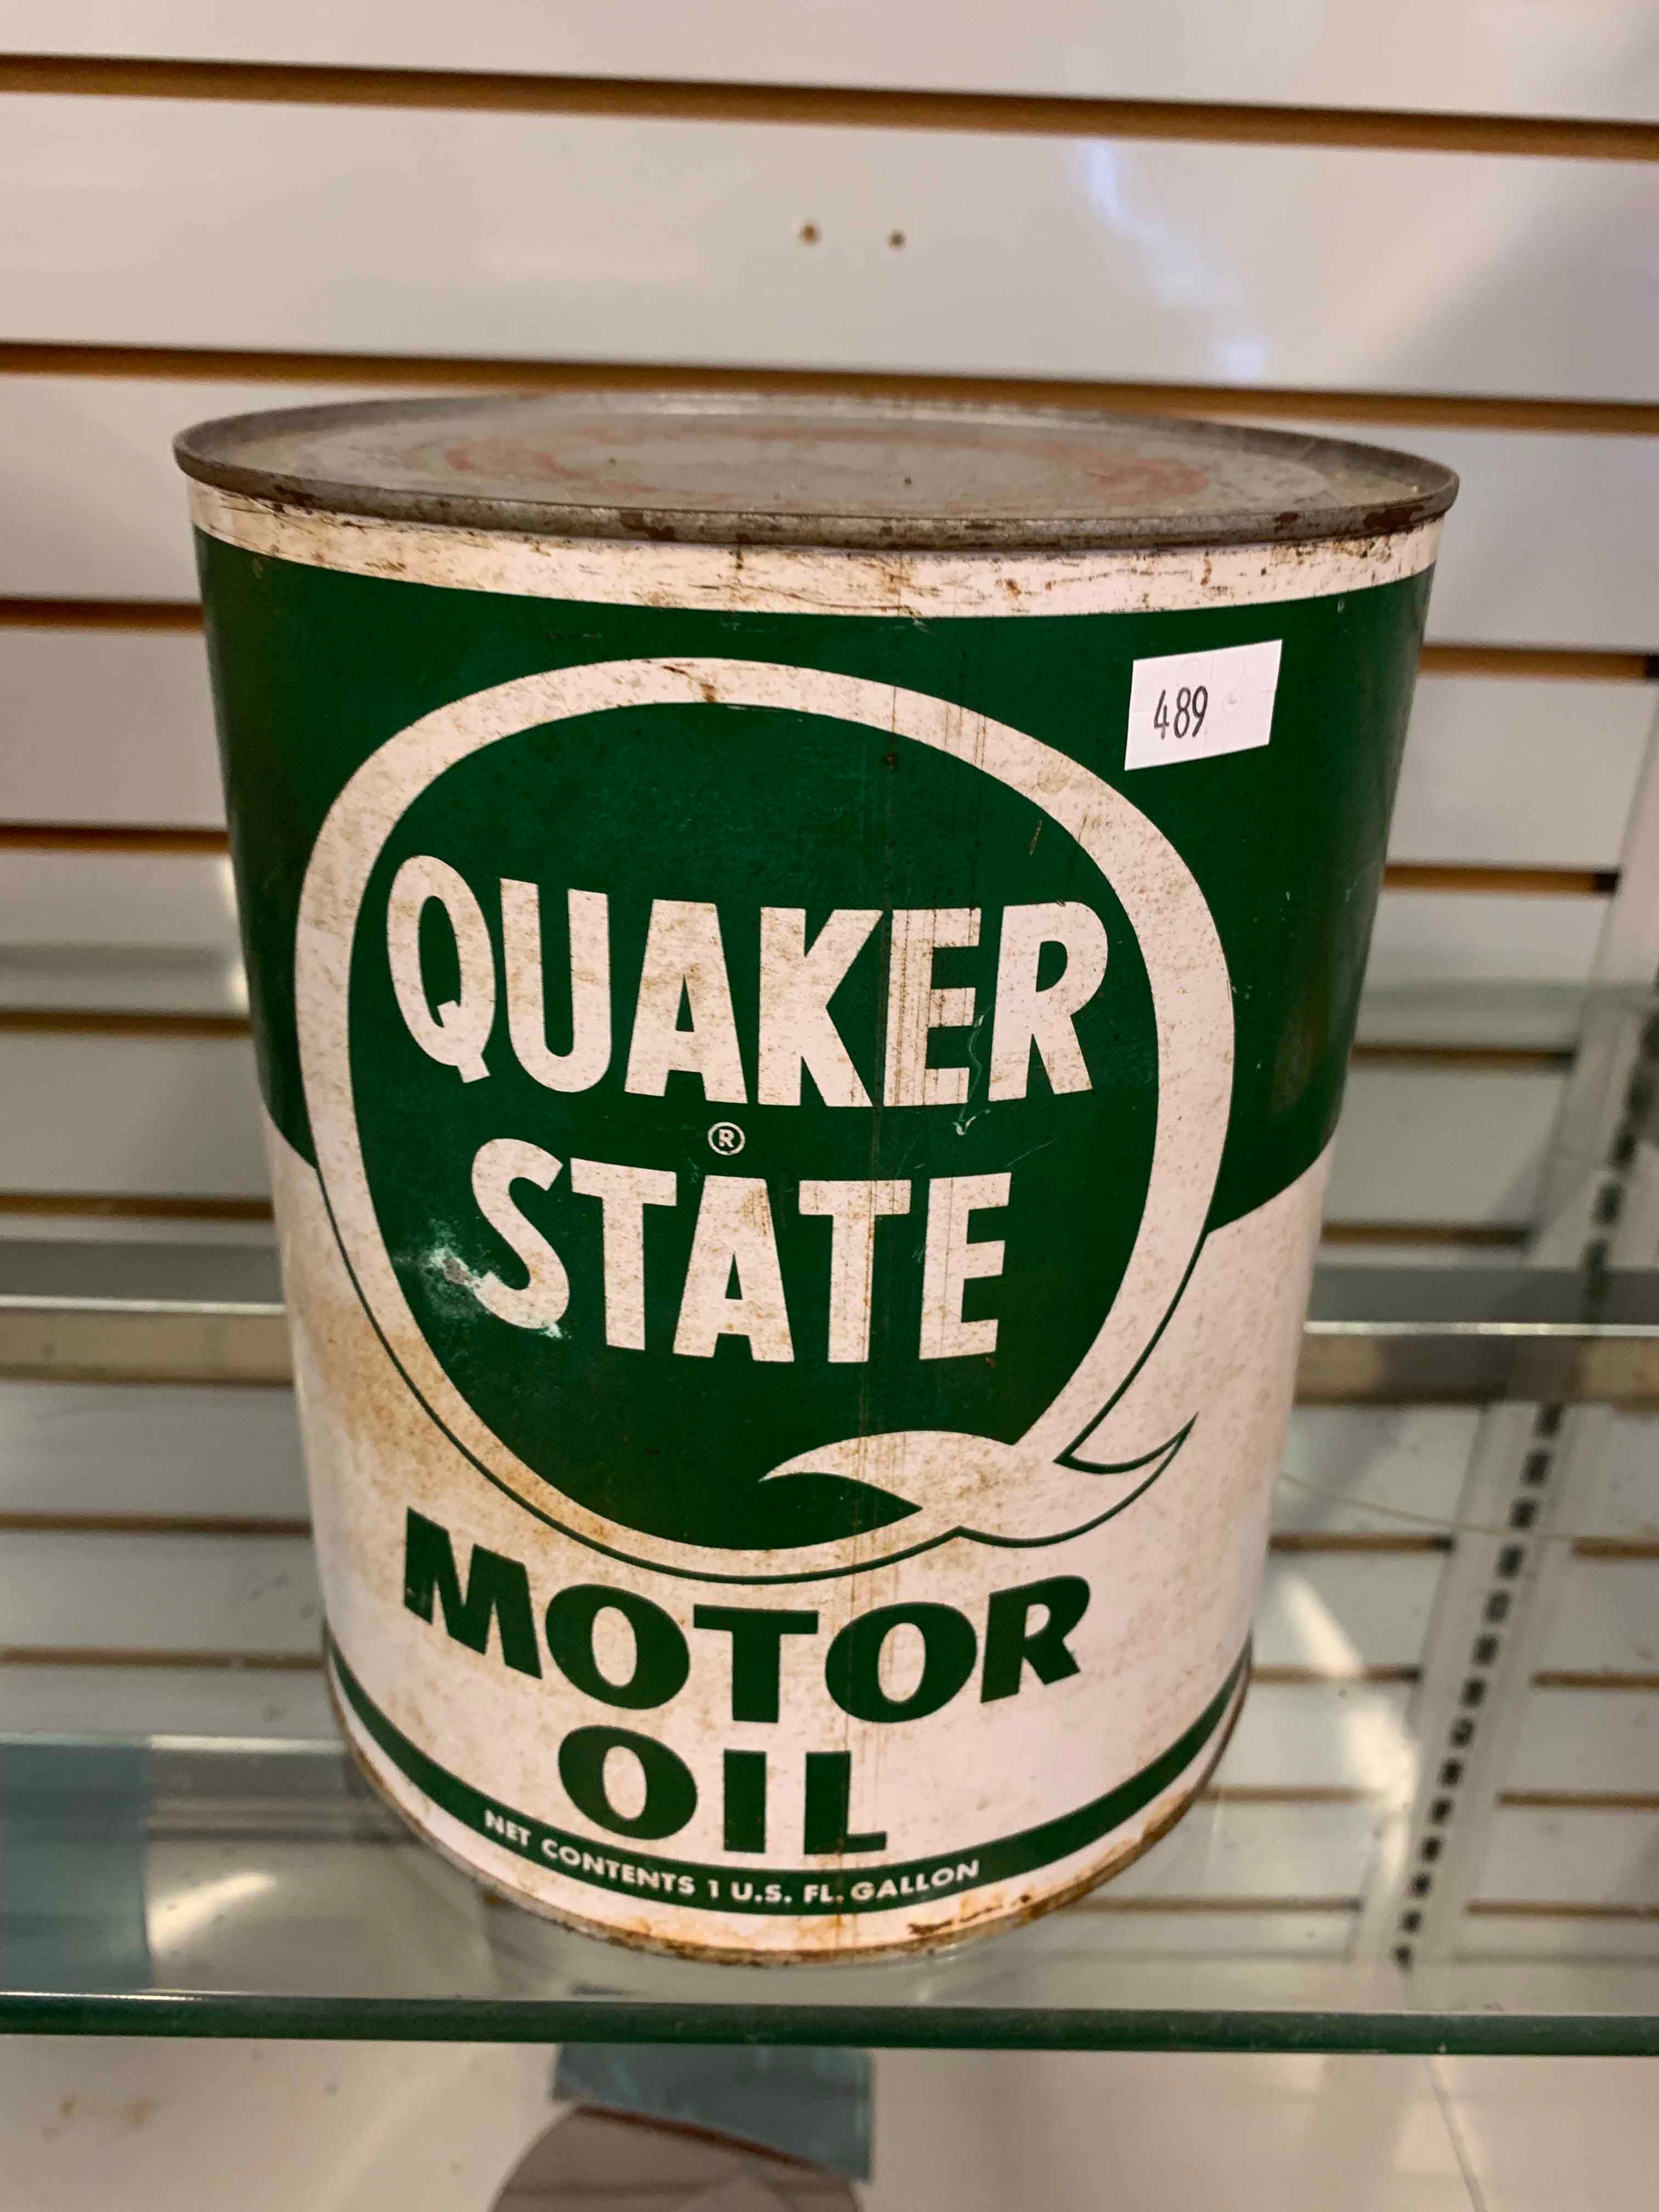 489
QUAKER
®
STATE
MOTOR
OIL
NET CONTENTS 1 U.S. FL. GALLON